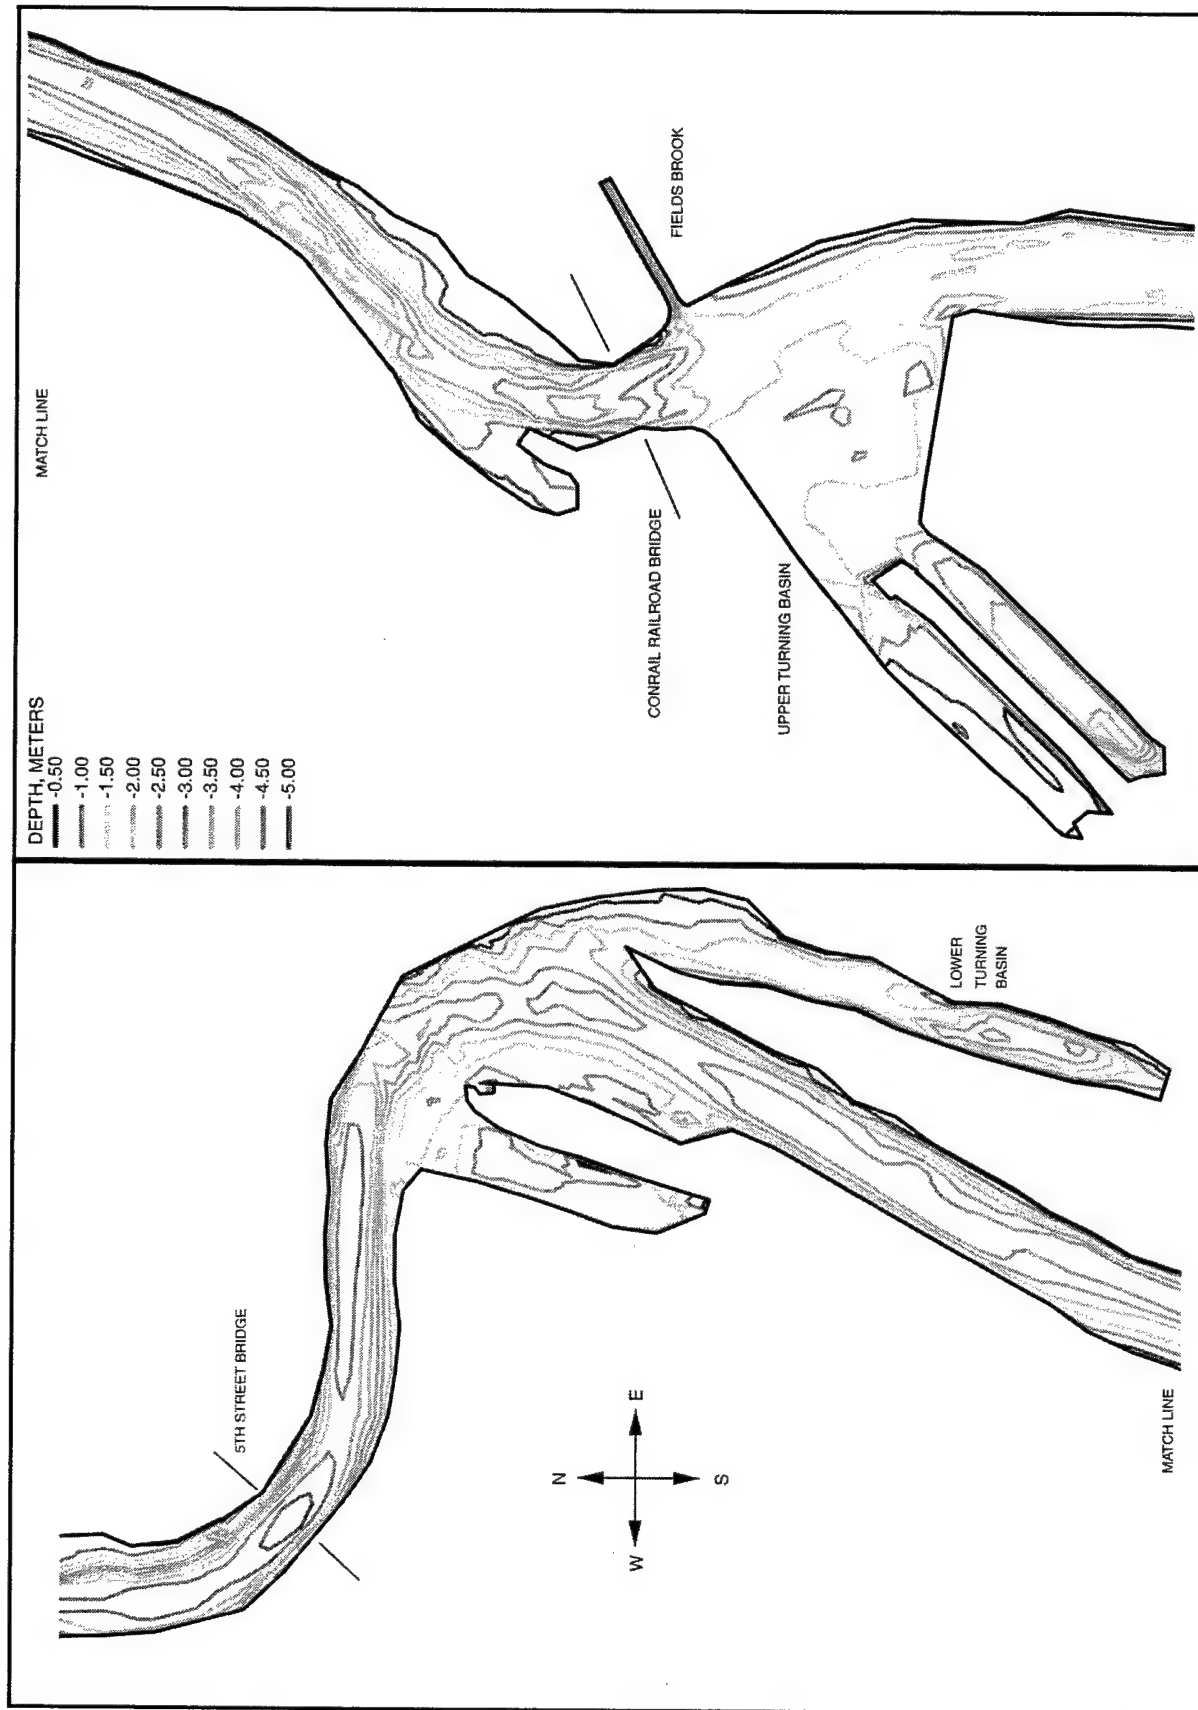 MATCH LINE
FIELDS BROOK
CONRAIL RAILROAD BRIDGE
UPPER TURNING BASIN
DEPTH, METERS
-0.50
-1.00
-1.50
-2.00
-2.50
-3.00
-3.50
-4.00
-4.50
-5.00
LOWER
TURNING
BASIN
5TH STREET BRIDGE
N
W
E
S
MATCH LINE